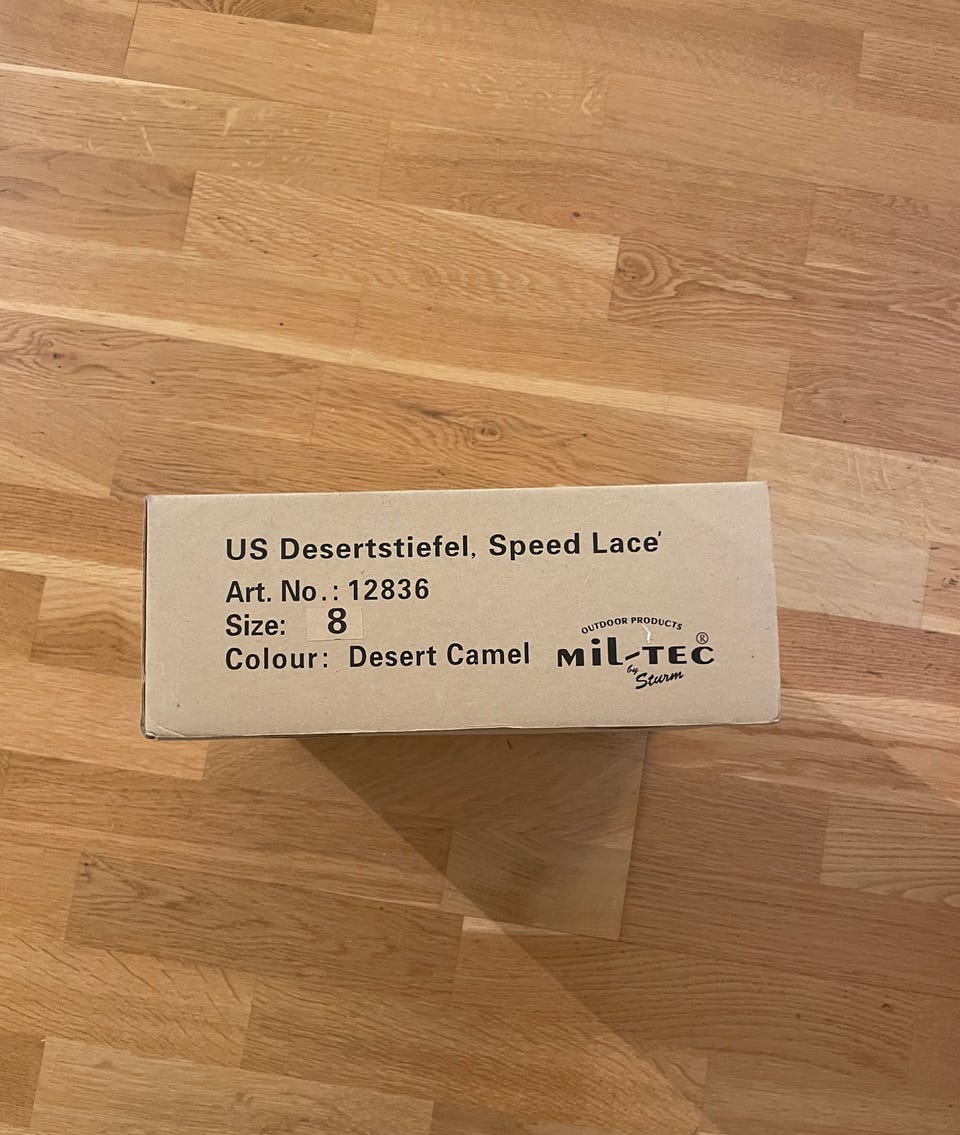 US Desertstiefel, Speed Lace'
Art. No.: 12836
Size: 8
Colour: Desert Camel
OUTDOOR PRODUCTS
MiL-TEC®
by Sturm